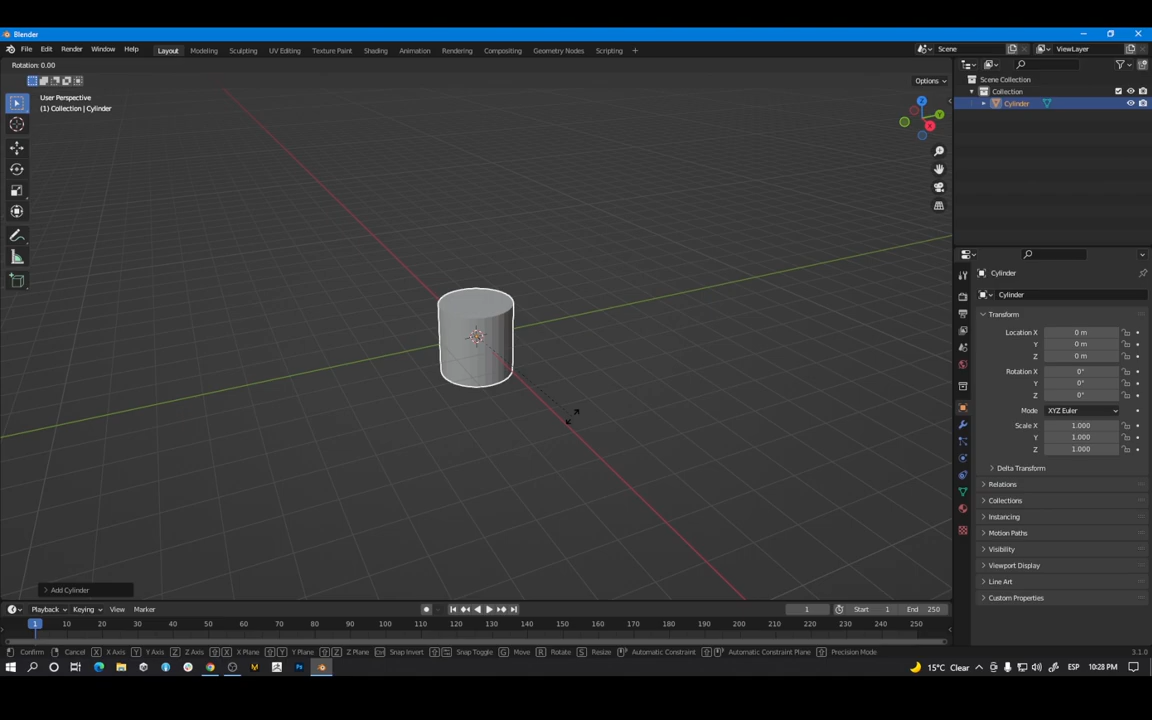 Blender
File Edit Render Window Help Layout Modeling Sculpting UV Editing Texture Paint Shading Animation Rendering Compositing Geometry Nodes Scripting + Scene ViewLayer
Rotation: 0.00
Options
User Perspective
(1) Collection | Cylinder
Z
Y
X
Add Cylinder
Scene Collection
Collection
Cylinder
Cylinder
Cylinder
Transform
Location X 0 m
Y 0 m
Z 0 m
Rotation X 0°
Y 0°
Z 0°
Mode XYZ Euler
Scale X 1.000
Y 1.000
Z 1.000
Delta Transform
Relations
Collections
Instancing
Motion Paths
Visibility
Viewport Display
Line Art
Custom Properties
Playback Keying View Marker 1 Start 1 End 250
1 10 20 30 40 50 60 70 80 90 100 110 120 130 140 150 160 170 180 190 200 210 220 230 240 250
Confirm Cancel X X Axis Y Y Axis Z Z Axis X X Plane Y Y Plane Z Z Plane Snap Invert Snap Toggle G Move R Rotate S Resize Automatic Constraint Automatic Constraint Plane Precision Mode 3.1.0
15°C Clear ESP 10:28 PM